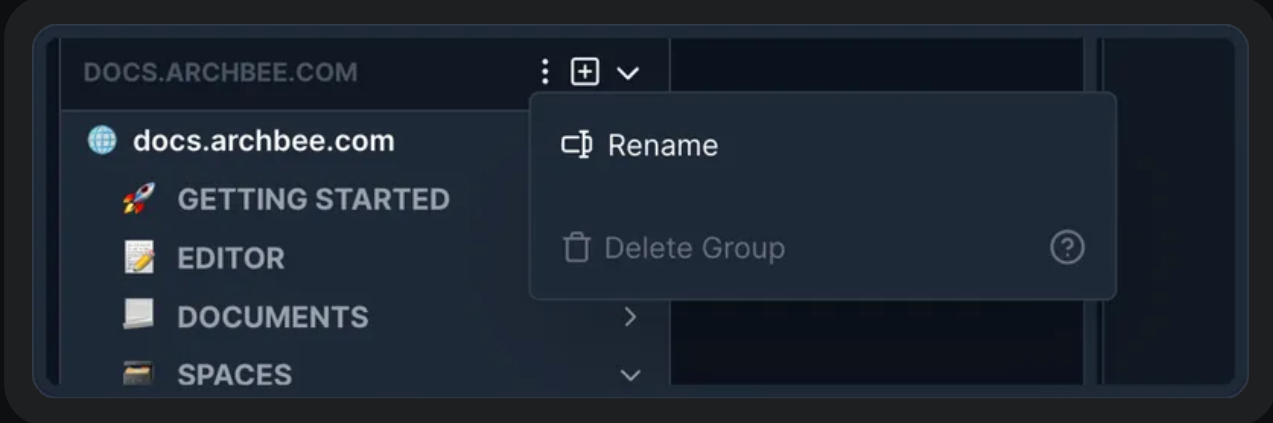 DOCS.ARCHBEE.COM
docs.archbee.com
Rename
GETTING STARTED
EDITOR
Delete Group
DOCUMENTS
SPACES